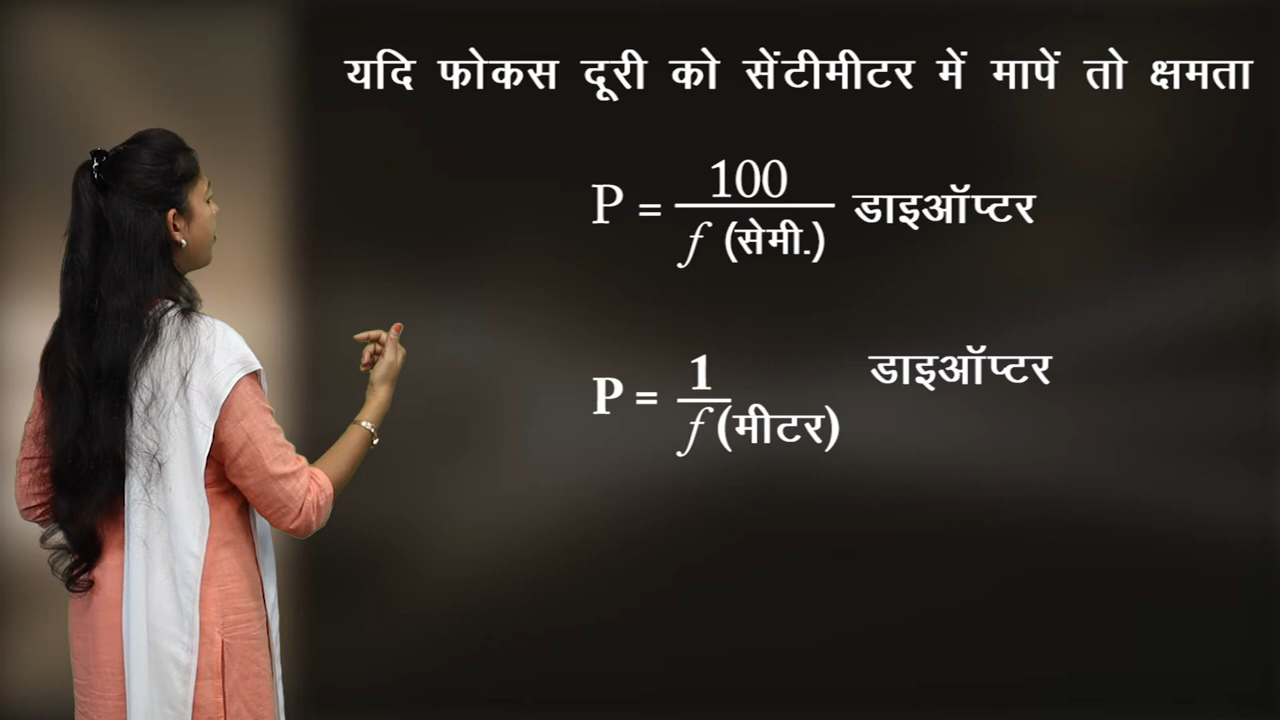 यदि फोकस दूरी को सेंटीमीटर में मापें तो क्षमता
P = 100 / f (सेमी.) डाइऑप्टर
P = 1 / f (मीटर) डाइऑप्टर